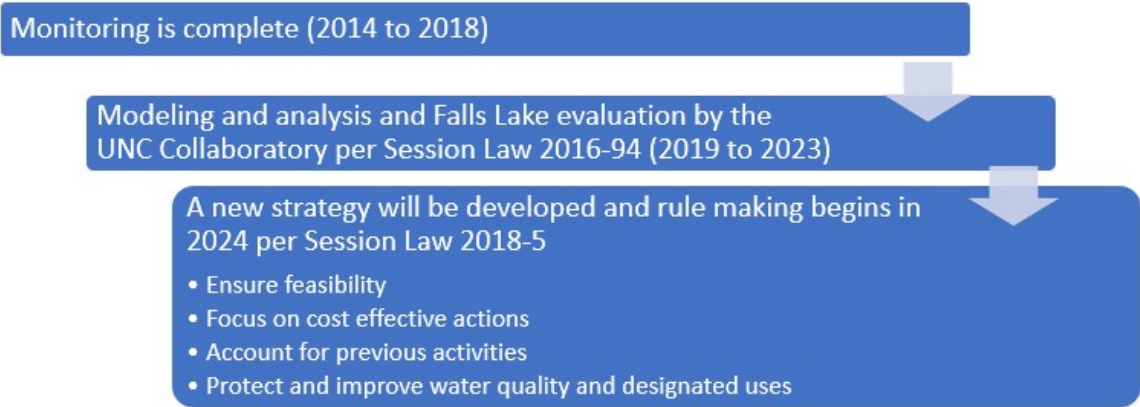 Monitoring is complete (2014 to 2018)
Modeling and analysis and Falls Lake evaluation by the
UNC Collaboratory per Session Law 2016-94 (2019 to 2023)
A new strategy will be developed and rule making begins in
2024 per Session Law 2018-5
• Ensure feasibility
• Focus on cost effective actions
• Account for previous activities
• Protect and improve water quality and designated uses